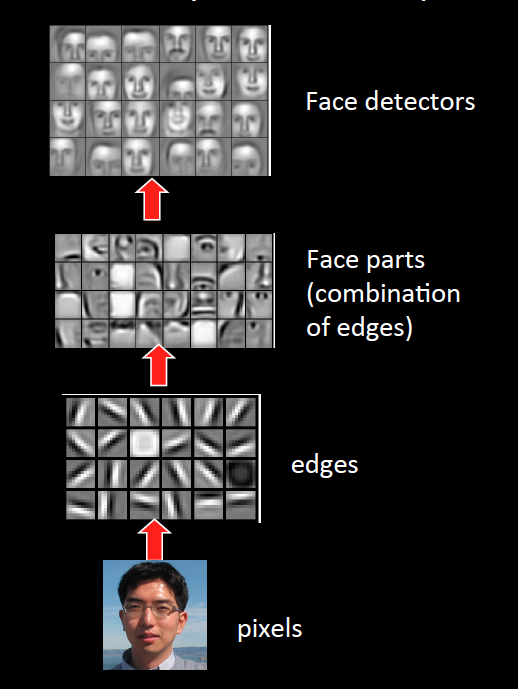 Face detectors
Face parts
(combination
of edges)
edges
pixels